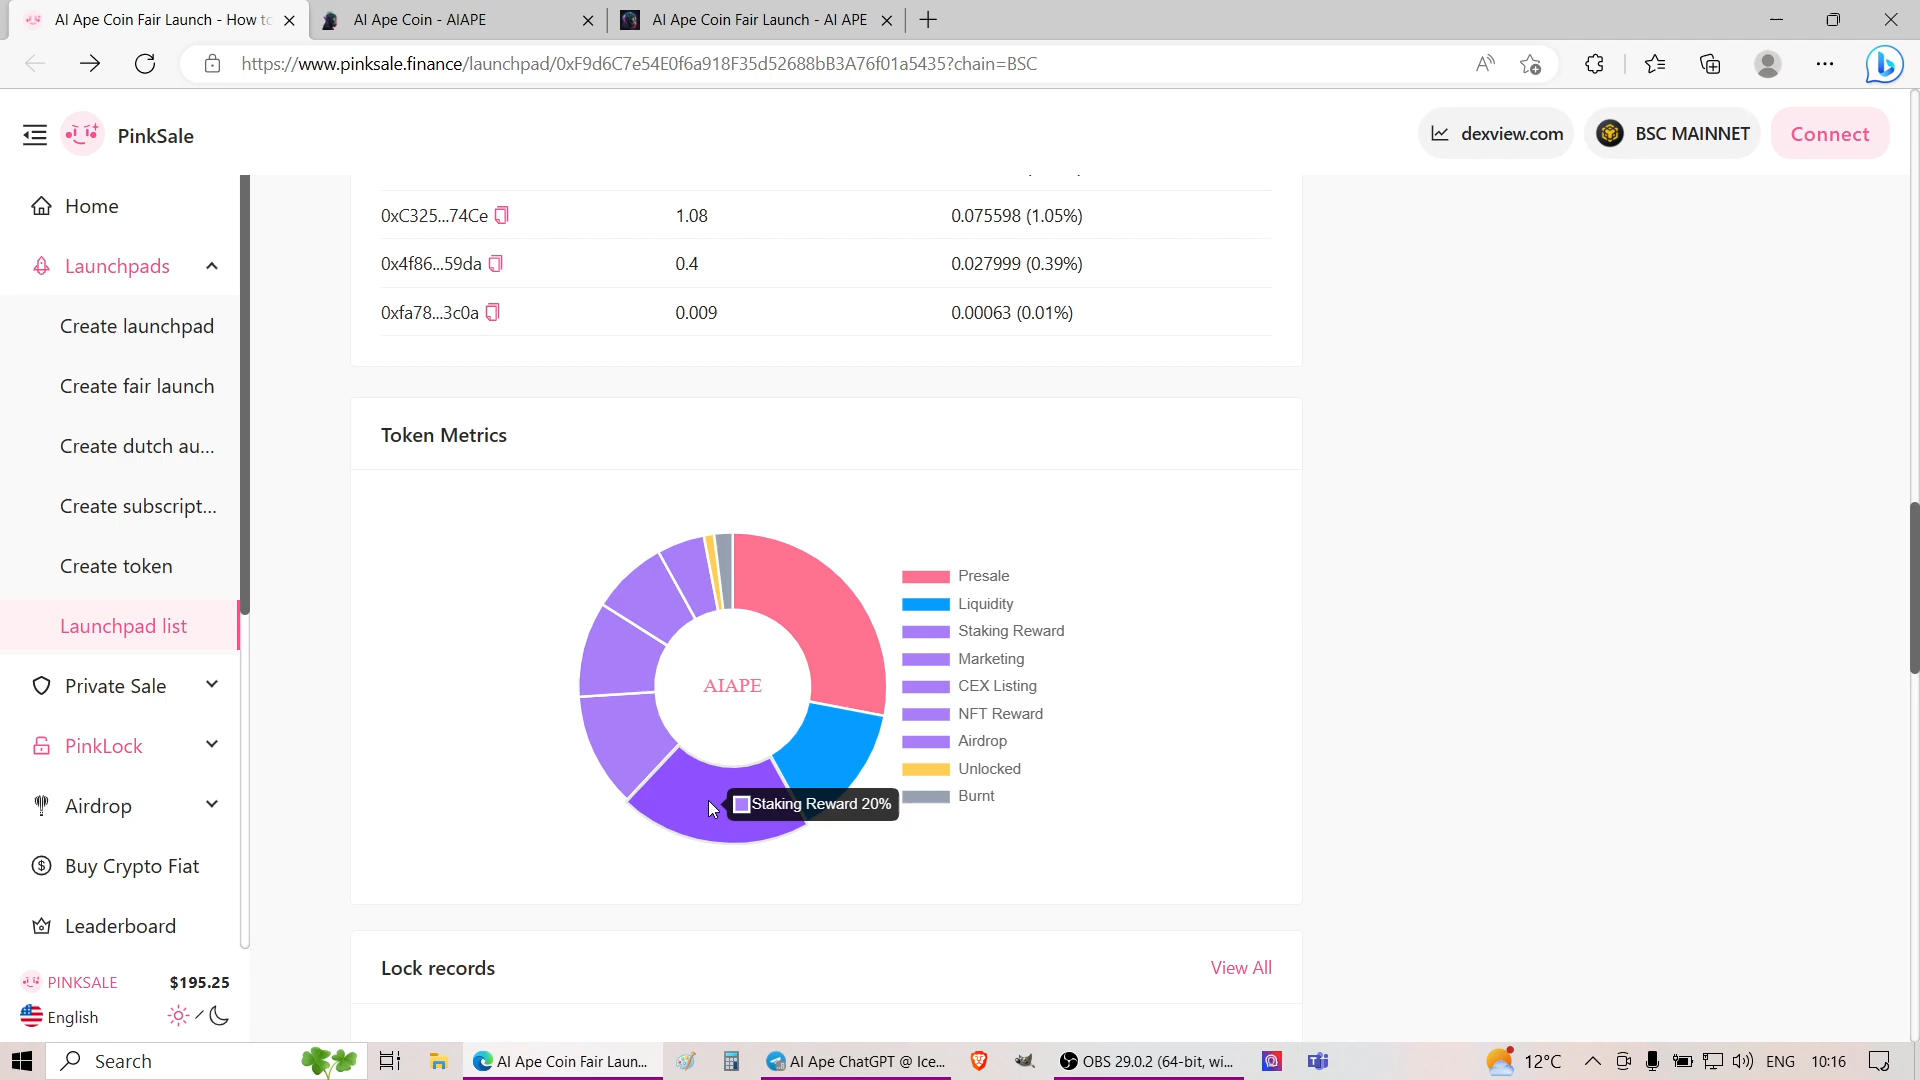 AI Ape Coin Fair Launch - How to
AI Ape Coin - AIAPE
AI Ape Coin Fair Launch - AI APE
https://www.pinksale.finance/launchpad/0xF9d6C7e54E0f6a918F35d52688bB3A76f01a5435?chain=BSC
PinkSale
dexview.com
BSC MAINNET
Connect
Home
Launchpads
Create launchpad
Create fair launch
Create dutch au...
Create subscript...
Create token
Launchpad list
Private Sale
PinkLock
Airdrop
Buy Crypto Fiat
Leaderboard
PINKSALE $195.25
English
0xC325...74Ce 1.08 0.075598 (1.05%)
0x4f86...59da 0.4 0.027999 (0.39%)
0xfa78...3c0a 0.009 0.00063 (0.01%)
Token Metrics
AIAPE
Presale
Liquidity
Staking Reward
Marketing
CEX Listing
NFT Reward
Airdrop
Unlocked
Burnt
Staking Reward 20%
Lock records View All
Search
AI Ape Coin Fair Laun...
AI Ape ChatGPT @ Ice...
OBS 29.0.2 (64-bit, wi...
12°C
ENG
10:16